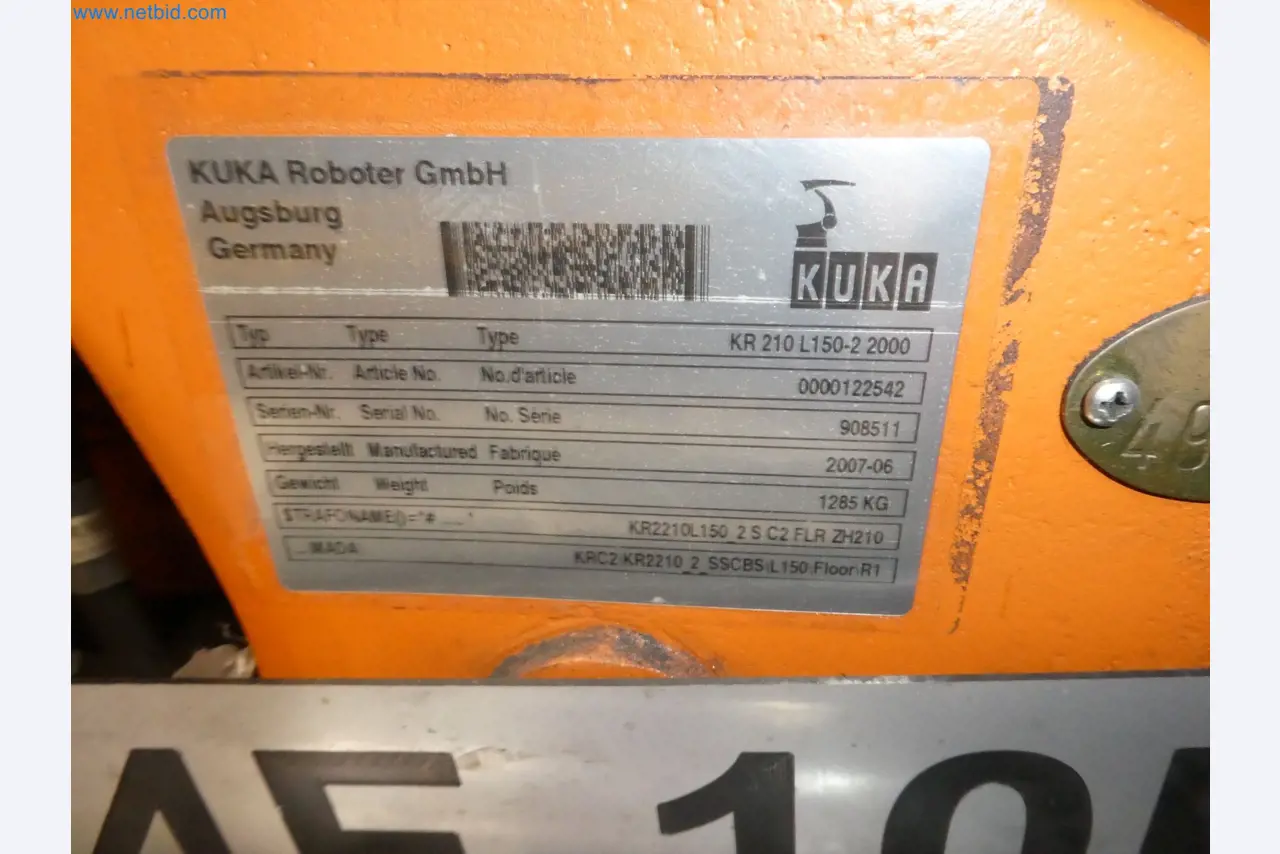 www.netbid.com
KUKA Roboter GmbH
Augsburg
Germany
KUKA
Typ Type Type KR 210 L150-2 2000
Artikel-Nr. Article No. No.d'article 0000122542
Serien-Nr. Serial No. No. Série 908511
Hergestellt Manufactured Fabrique 2007-06
Gewicht Weight Poids 1285 KG
$TRAFONAME()="# ....." KR2210L150_2 S C2 FLR ZH210
...\MADA\ KRC2\KR2210_2_SSCBS\L150\Floor\R1